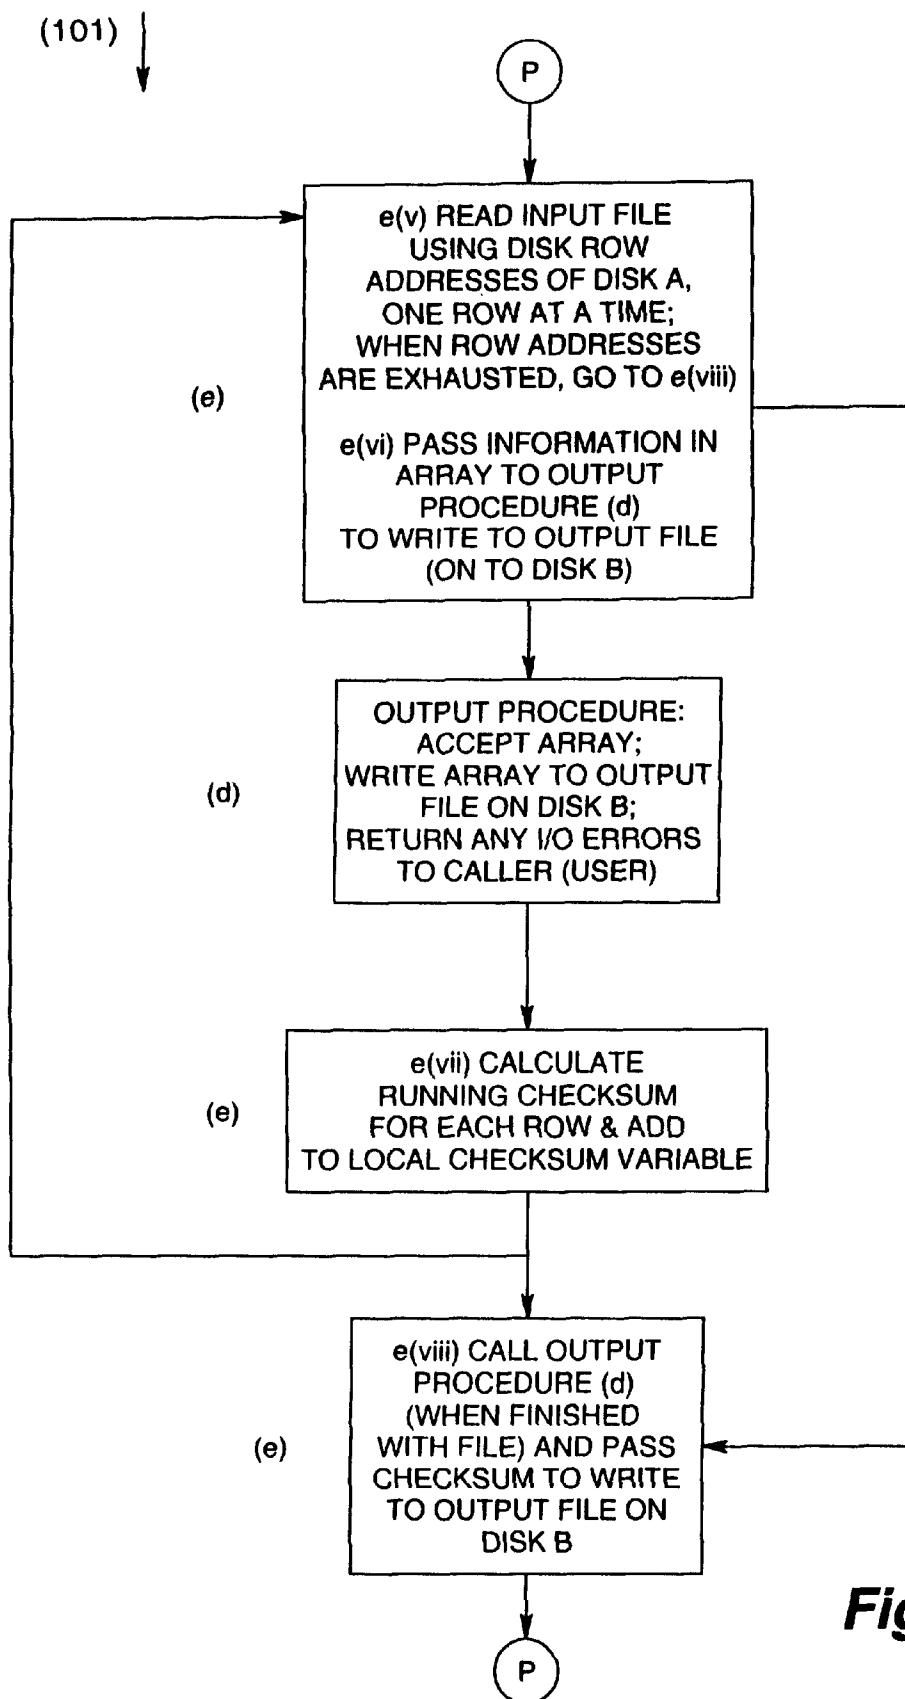 (101)
P
e(v) READ INPUT FILE
USING DISK ROW
ADDRESSES OF DISK A,
ONE ROW AT A TIME;
WHEN ROW ADDRESSES
ARE EXHAUSTED, GO TO e(viii)
(e)
e(vi) PASS INFORMATION IN
ARRAY TO OUTPUT
PROCEDURE (d)
TO WRITE TO OUTPUT FILE
(ON TO DISK B)
OUTPUT PROCEDURE:
ACCEPT ARRAY;
WRITE ARRAY TO OUTPUT
FILE ON DISK B;
RETURN ANY I/O ERRORS
TO CALLER (USER)
(d)
e(vii) CALCULATE
RUNNING CHECKSUM
FOR EACH ROW & ADD
TO LOCAL CHECKSUM VARIABLE
(e)
e(viii) CALL OUTPUT
PROCEDURE (d)
(WHEN FINISHED
WITH FILE) AND PASS
CHECKSUM TO WRITE
TO OUTPUT FILE ON
DISK B
(e)
Fig
P